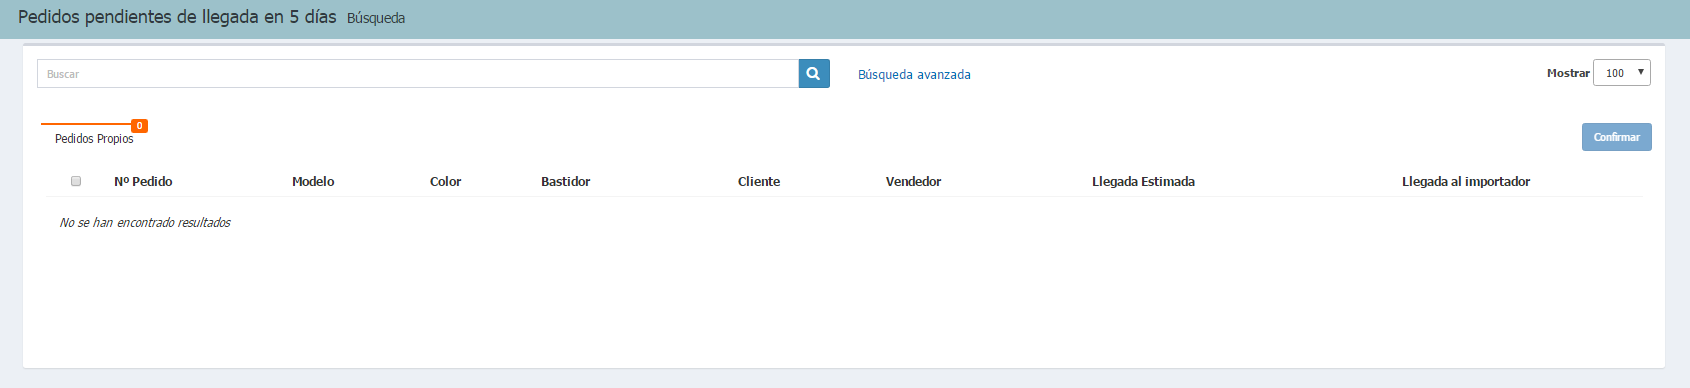 Pedidos pendientes de llegada en 5 días Búsqueda
Buscar
Búsqueda avanzada
Mostrar 100
0
Pedidos Propios
Confirmar
Nº Pedido Modelo Color Bastidor Cliente Vendedor Llegada Estimada Llegada al importador
No se han encontrado resultados